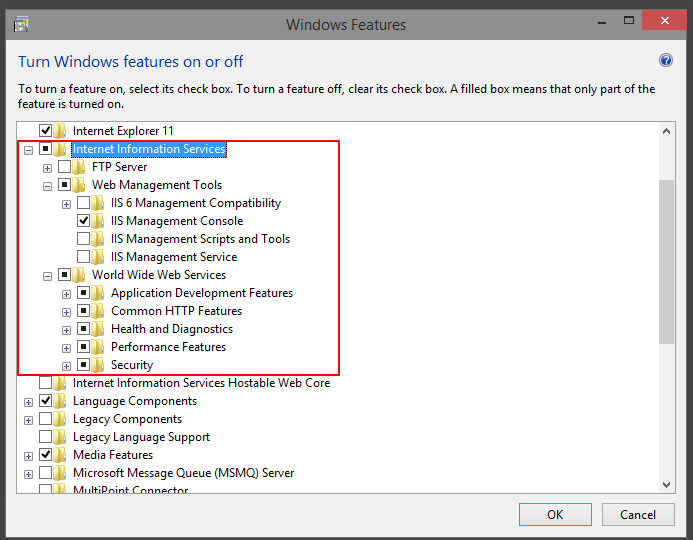 Windows Features
Turn Windows features on or off
To turn a feature on, select its check box. To turn a feature off, clear its check box. A filled box means that only part of the
feature is turned on.
Internet Explorer 11
Internet Information Services
FTP Server
Web Management Tools
IIS 6 Management Compatibility
IIS Management Console
IIS Management Scripts and Tools
IIS Management Service
World Wide Web Services
Application Development Features
Common HTTP Features
Health and Diagnostics
Performance Features
Security
Internet Information Services Hostable Web Core
Language Components
Legacy Components
Legacy Language Support
Media Features
Microsoft Message Queue (MSMQ) Server
MultiPoint Connector
OK Cancel